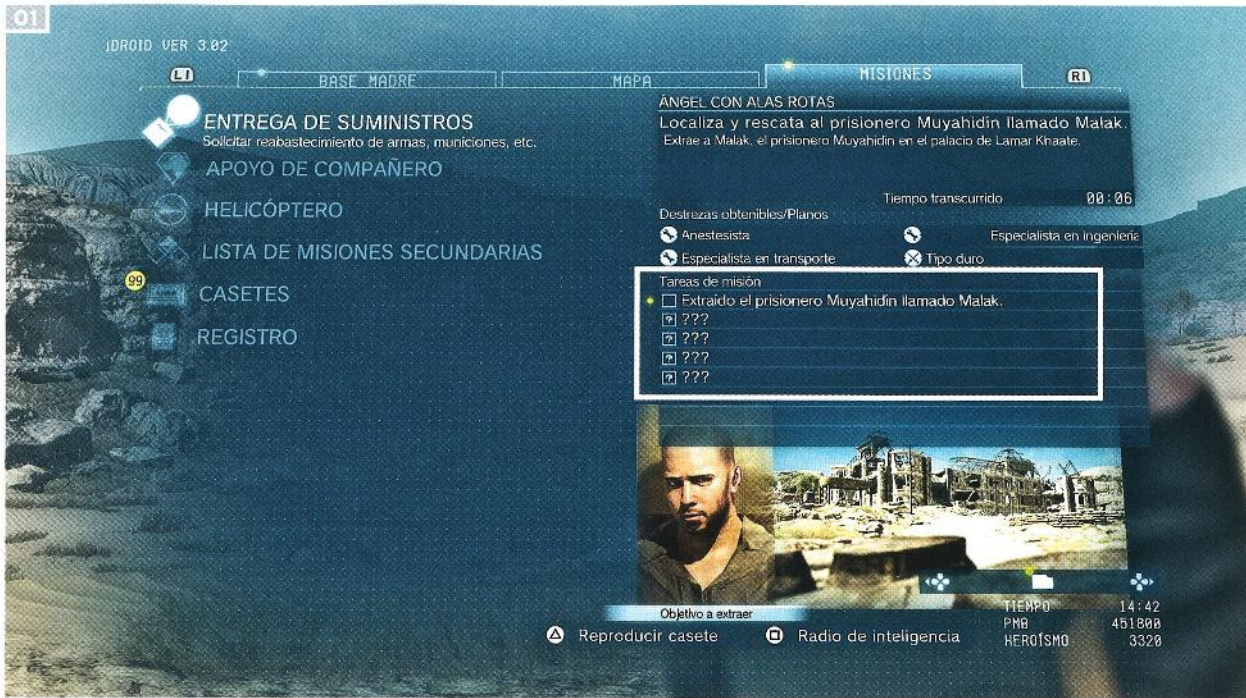 01
iDROID VER 3.02
L1
BASE MADRE
MAPA
MISIONES
R1
ENTREGA DE SUMINISTROS
Solicitar reabastecimiento de armas, municiones, etc.
APOYO DE COMPAÑERO
HELICÓPTERO
LISTA DE MISIONES SECUNDARIAS
99
CASETES
REGISTRO
ÁNGEL CON ALAS ROTAS
Localiza y rescata al prisionero Muyahidín llamado Malak.
Extrae a Malak, el prisionero Muyahidín en el palacio de Lamar Khaate.
Tiempo transcurrido 00:06
Destrezas obtenibles/Planos
Anestesista Especialista en ingeniería
Especialista en transporte Tipo duro
Tareas de misión
Extraído el prisionero Muyahidín llamado Malak.
? ???
? ???
? ???
? ???
Objetivo a extraer
Reproducir casete Radio de inteligencia
TIEMPO 14:42
PMB 451800
HEROÍSMO 3320